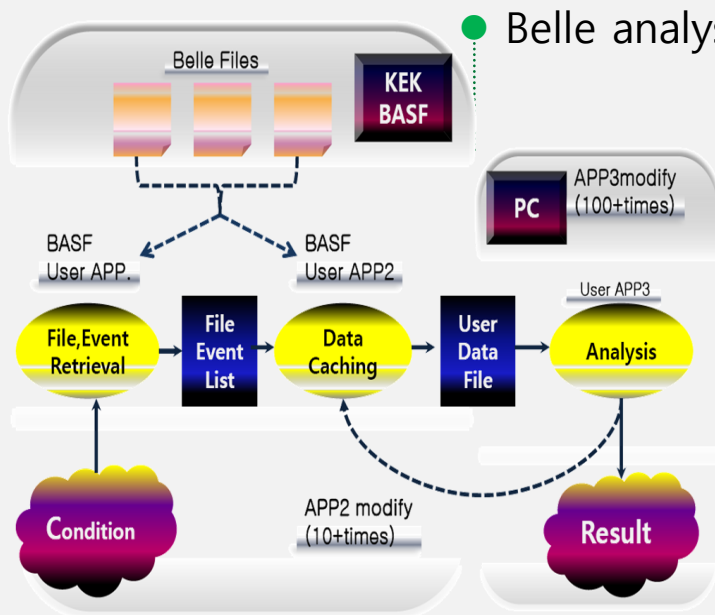 Belle analys
Belle Files
KEK
BASF
PC
APP3modify
(100+times)
BASF
User APP.
BASF
User APP2
User APP3
File,Event
Retrieval
File
Event
List
Data
Caching
User
Data
File
Analysis
Condition
APP2 modify
(10+times)
Result